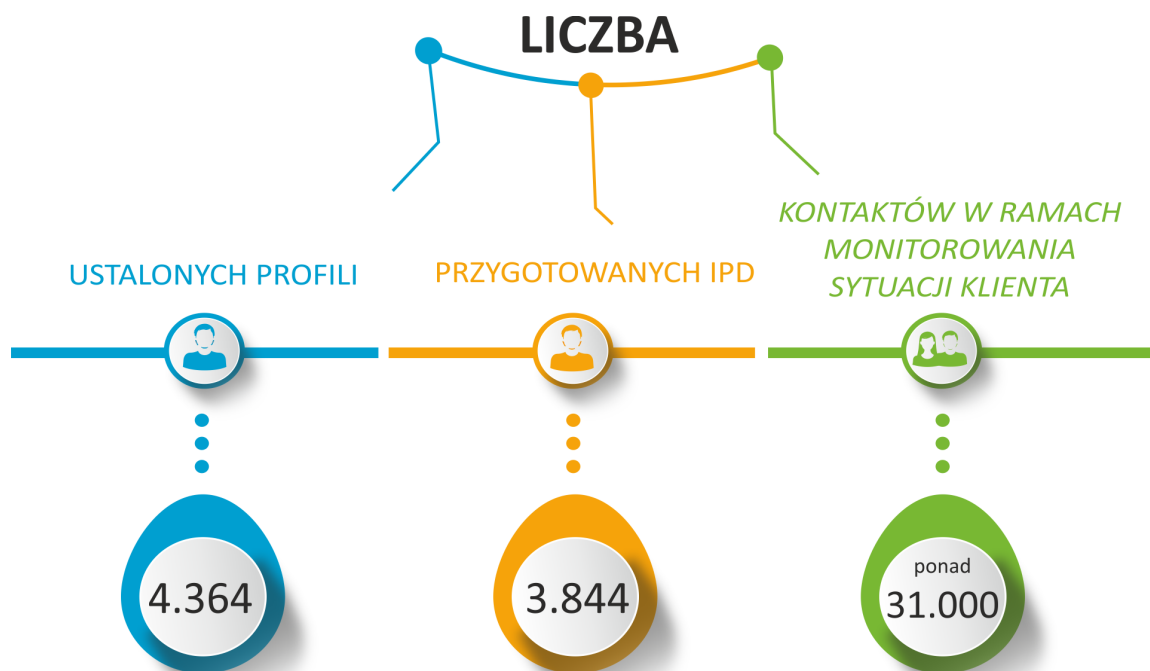 LICZBA
USTALONYCH PROFILI
PRZYGOTOWANYCH IPD
KONTAKTÓW W RAMACH
MONITOROWANIA
SYTUACJI KLIENTA
4.364
3.844
ponad
31.000